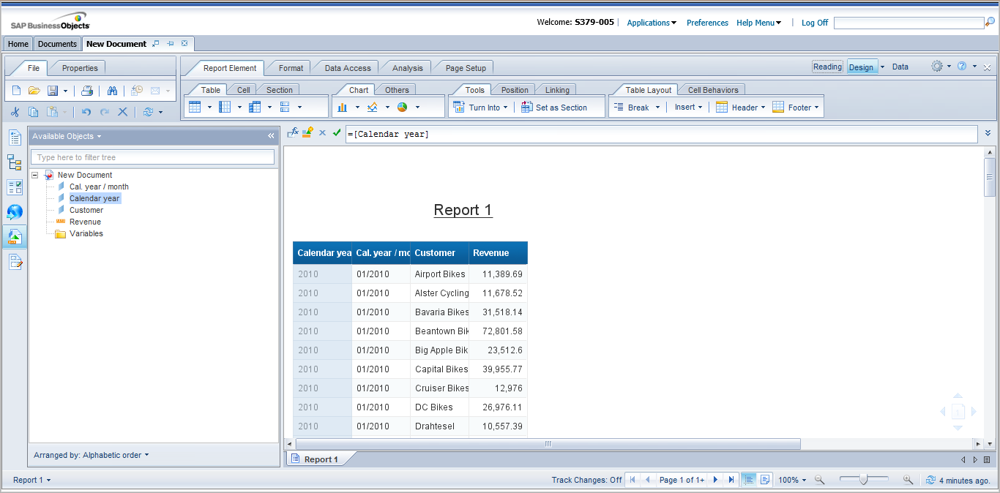 SAP BusinessObjects
Welcome: S379-005 | Applications Preferences Help Menu | Log Off
Home Documents New Document
File Properties Report Element Format Data Access Analysis Page Setup Reading Design Data
Table Cell Section Chart Others Tools Position Linking Table Layout Cell Behaviors
Turn Into Set as Section Break Insert Header Footer
Available Objects
=[Calendar year]
Type here to filter tree
New Document
Cal. year / month
Calendar year
Customer
Revenue
Variables
Report 1
Calendar yea Cal. year / mo Customer Revenue
2010 01/2010 Airport Bikes 11,389.69
2010 01/2010 Alster Cycling 11,678.52
2010 01/2010 Bavaria Bikes 31,518.14
2010 01/2010 Beantown Bik 72,801.58
2010 01/2010 Big Apple Bik 23,512.6
2010 01/2010 Capital Bikes 39,955.77
2010 01/2010 Cruiser Bikes 12,976
2010 01/2010 DC Bikes 26,976.11
2010 01/2010 Drahtesel 10,557.39
Arranged by: Alphabetic order
Report 1
Report 1 Track Changes: Off Page 1 of 1+ 100% 4 minutes ago.